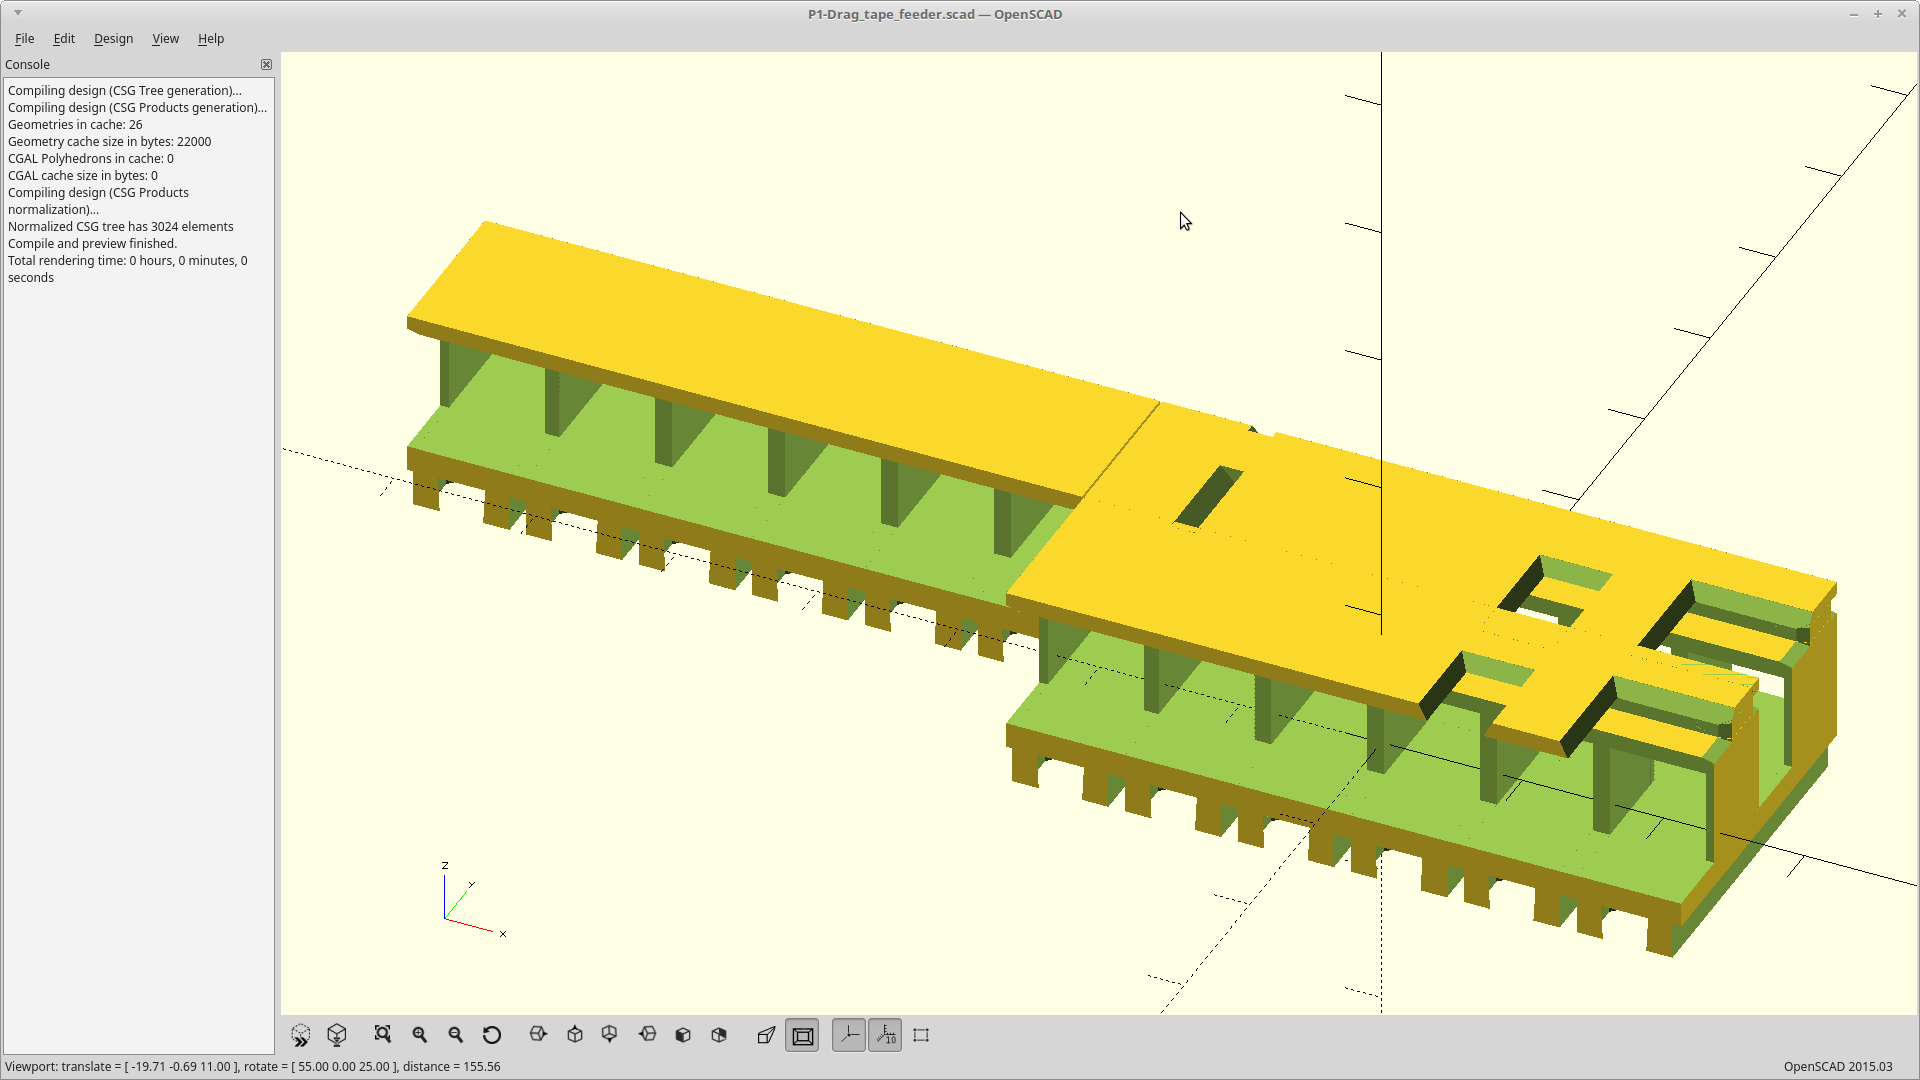 P1-Drag_tape_feeder.scad — OpenSCAD
File Edit Design View Help
Console
Compiling design (CSG Tree generation)...
Compiling design (CSG Products generation)...
Geometries in cache: 26
Geometry cache size in bytes: 22000
CGAL Polyhedrons in cache: 0
CGAL cache size in bytes: 0
Compiling design (CSG Products
normalization)...
Normalized CSG tree has 3024 elements
Compile and preview finished.
Total rendering time: 0 hours, 0 minutes, 0
seconds
z
y
x
10
Viewport: translate = [ -19.71 -0.69 11.00 ], rotate = [ 55.00 0.00 25.00 ], distance = 155.56
OpenSCAD 2015.03